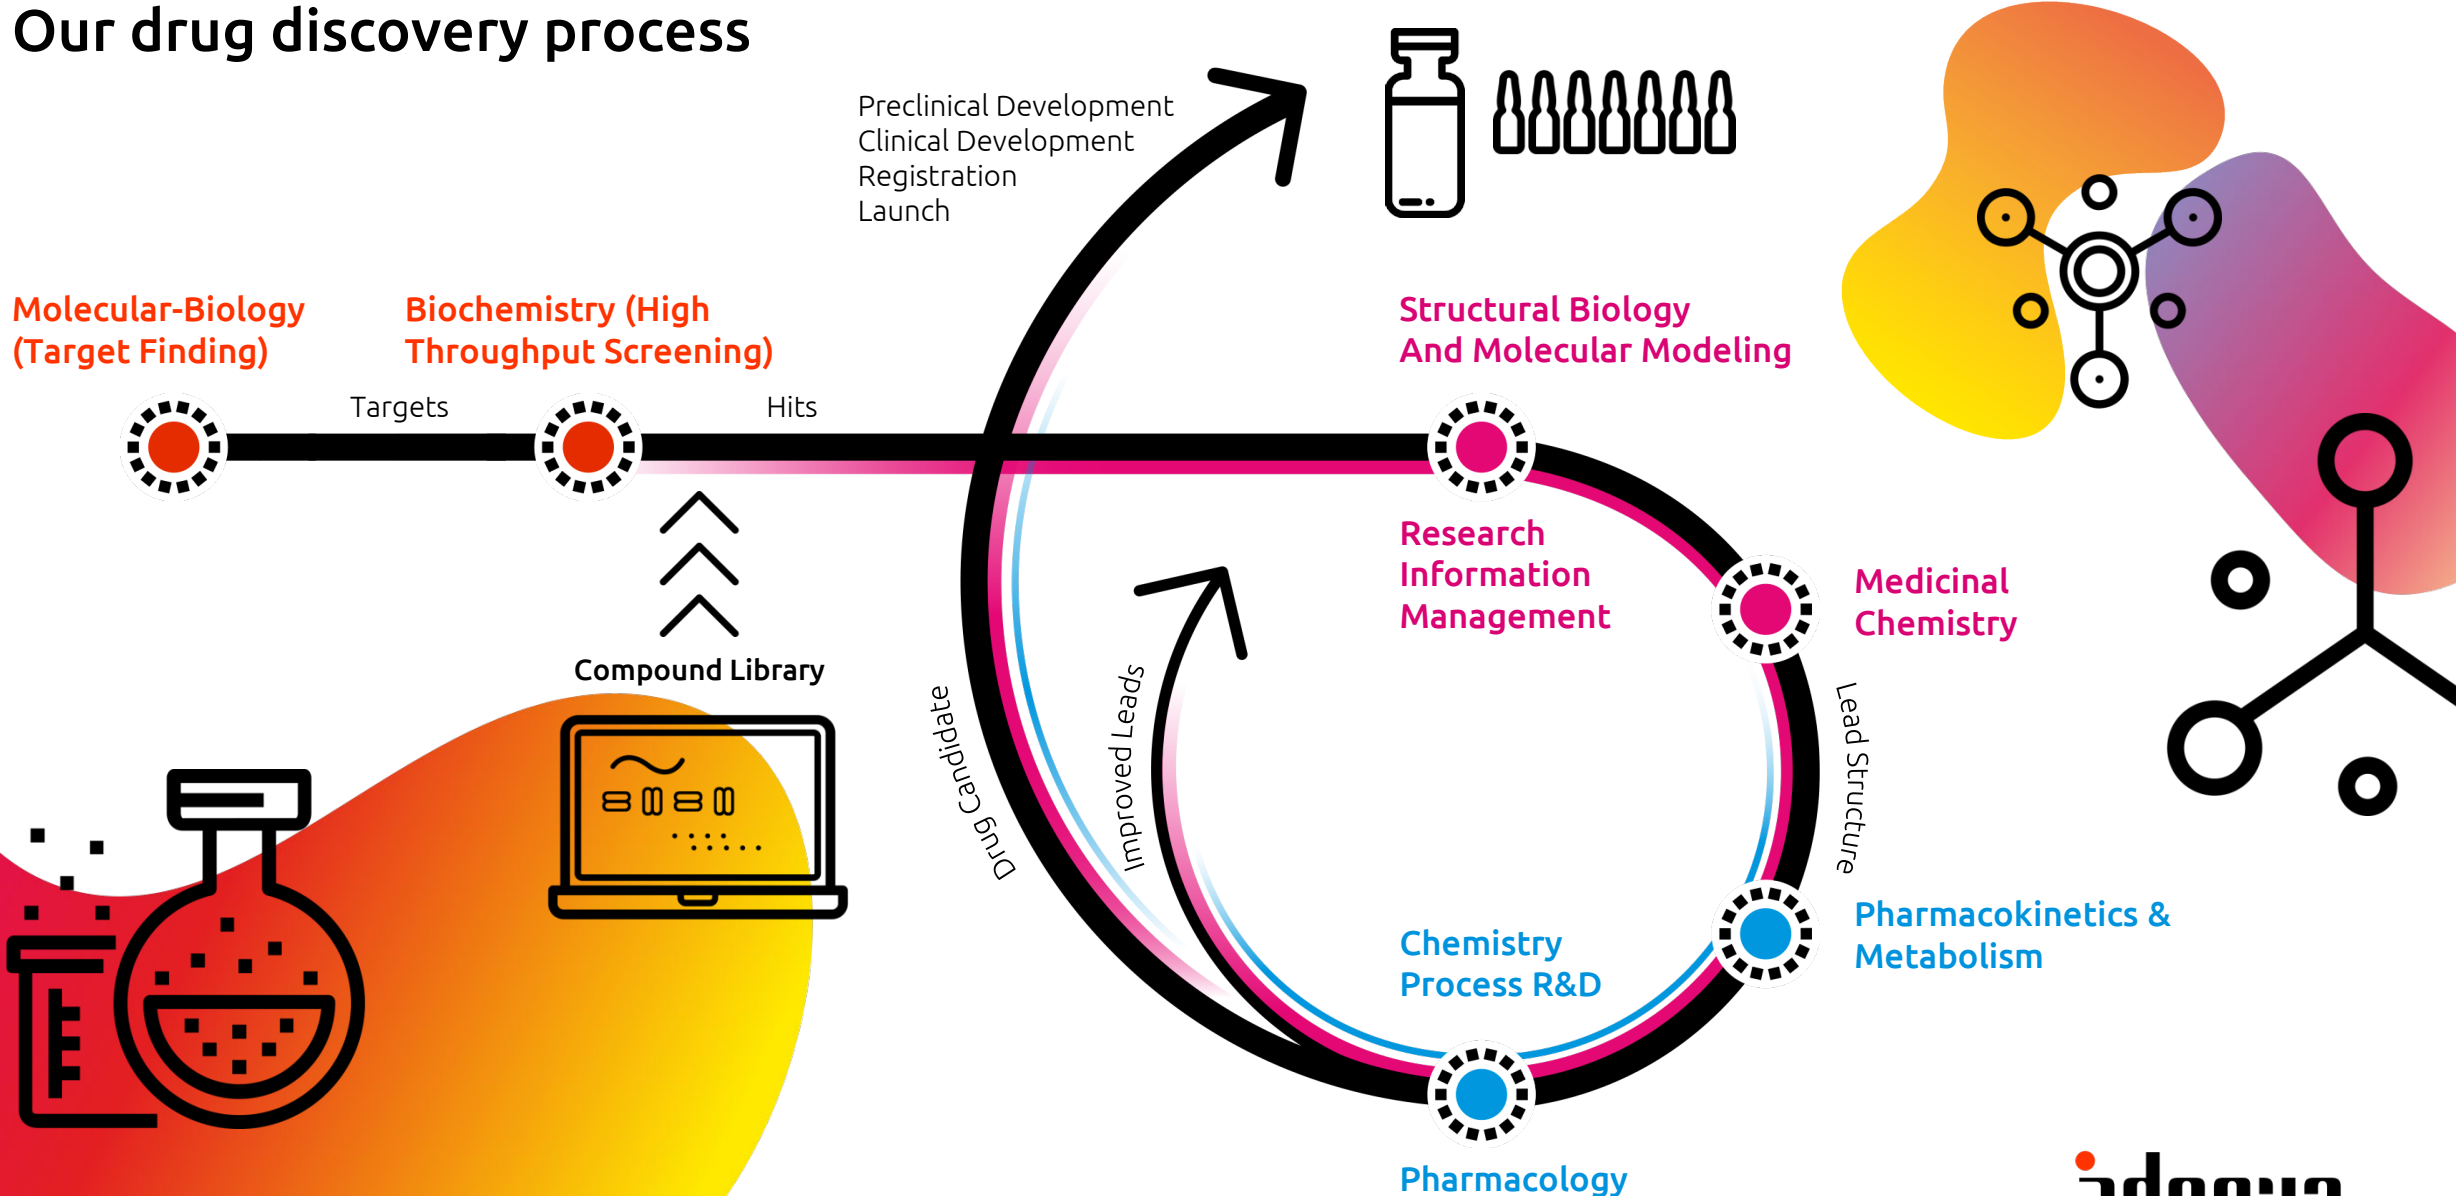 Our drug discovery process
Preclinical Development
Clinical Development
Registration
Launch
Molecular-Biology
(Target Finding)
Biochemistry (High
Throughput Screening)
Structural Biology
And Molecular Modeling
Targets
Hits
Research
Information
Management
Medicinal
Chemistry
Compound Library
Drug Candidate
Improved Leads
Lead Structure
Chemistry
Process R&D
Pharmacokinetics &
Metabolism
Pharmacology